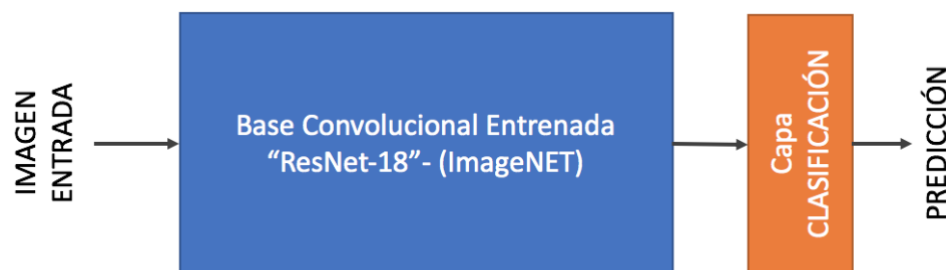 IMAGEN
ENTRADA
Base Convolucional Entrenada
“ResNet-18”- (ImageNET)
Capa
CLASIFICACIÓN
PREDICCIÓN